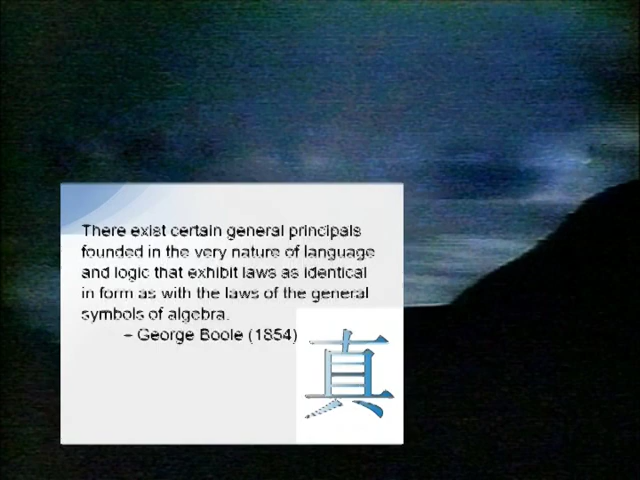 There exist certain general principals
founded in the very nature of language
and logic that exhibit laws as identical
in form as with the laws of the general
symbols of algebra.
– George Boole (1854)
真